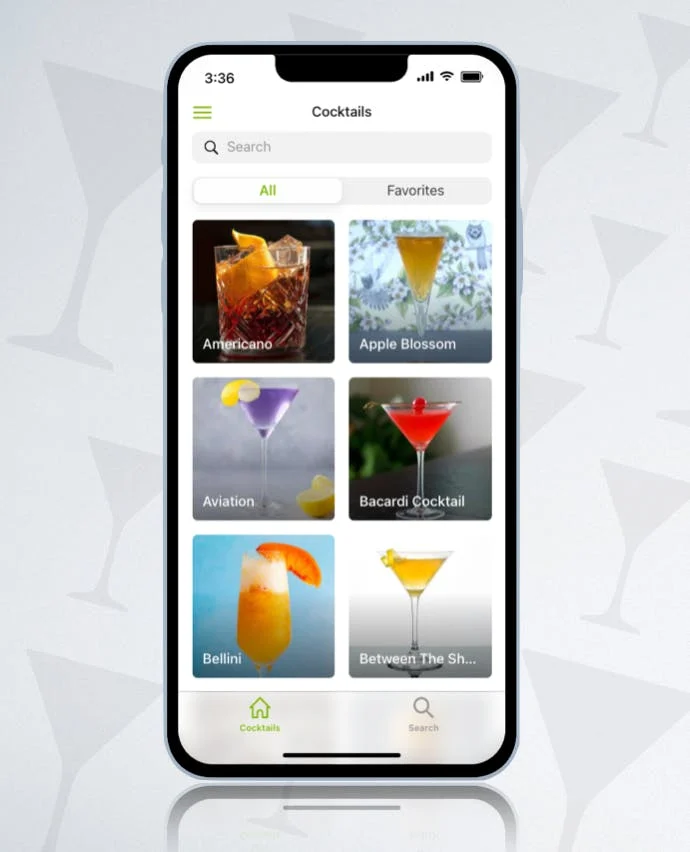 3:36
Cocktails
Search
All
Favorites
Americano
Apple Blossom
Aviation
Bacardi Cocktail
Bellini
Between The Sh...
Cocktails
Search